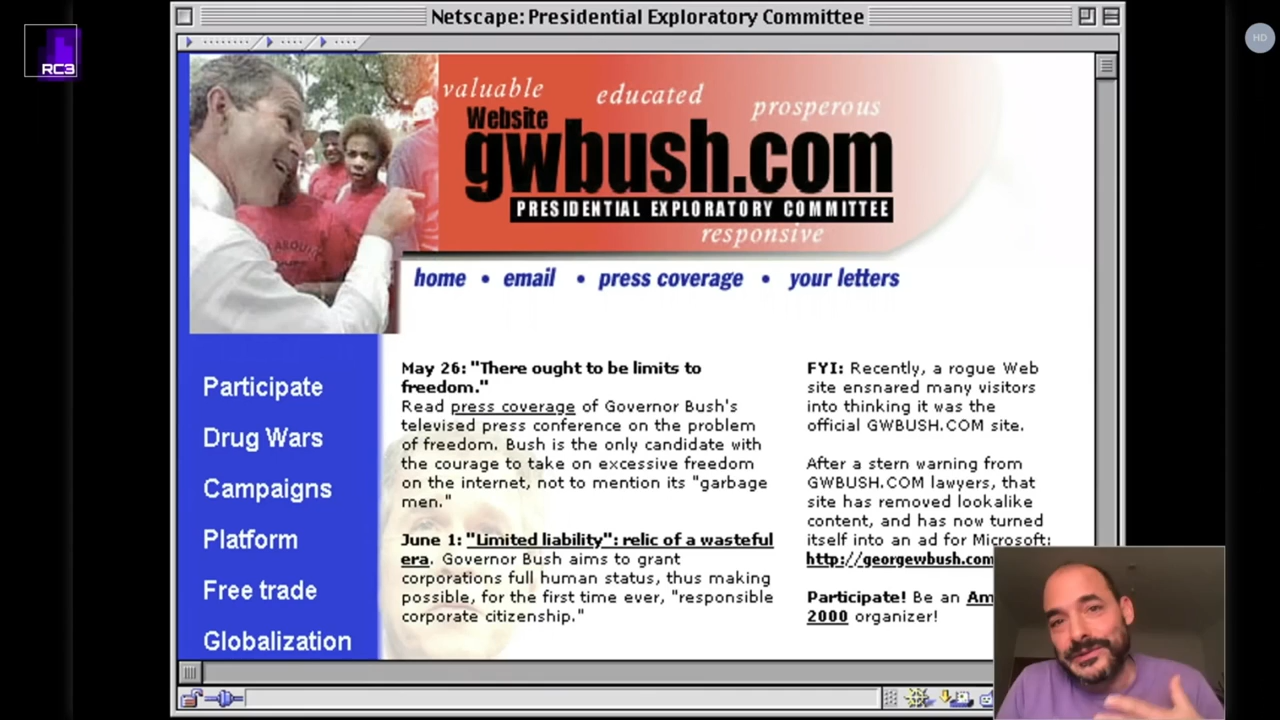 Netscape: Presidential Exploratory Committee
RC3
HD
valuable
educated
prosperous
Website
gwbush.com
PRESIDENTIAL EXPLORATORY COMMITTEE
responsive
home • email • press coverage • your letters
Participate
Drug Wars
Campaigns
Platform
Free trade
Globalization
May 26: "There ought to be limits to
freedom."
Read press coverage of Governor Bush's
televised press conference on the problem
of freedom. Bush is the only candidate with
the courage to take on excessive freedom
on the internet, not to mention its "garbage
men."
June 1: "Limited liability": relic of a wasteful
era. Governor Bush aims to grant
corporations full human status, thus making
possible, for the first time ever, "responsible
corporate citizenship."
FYI: Recently, a rogue Web
site ensnared many visitors
into thinking it was the
official GWBUSH.COM site.
After a stern warning from
GWBUSH.COM lawyers, that
site has removed lookalike
content, and has now turned
itself into an ad for Microsoft:
http://georgewbush.com
Participate! Be an Am
2000 organizer!